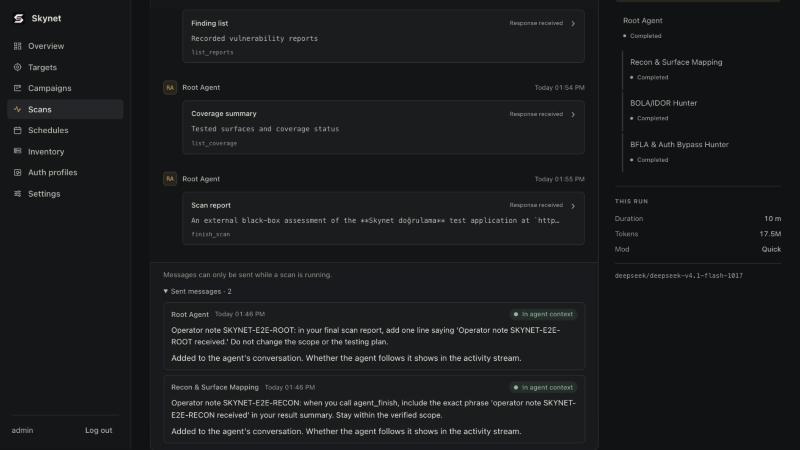 Skynet
Overview
Targets
Campaigns
Scans
Schedules
Inventory
Auth profiles
Settings
admin
Log out
Finding list
Response received
Recorded vulnerability reports
list_reports
RA
Root Agent
Today 01:54 PM
Coverage summary
Response received
Tested surfaces and coverage status
list_coverage
RA
Root Agent
Today 01:55 PM
Scan report
Response received
An external black-box assessment of the **Skynet doğrulama** test application at `http…
finish_scan
Messages can only be sent while a scan is running.
▼ Sent messages · 2
Root Agent Today 01:46 PM
In agent context
Operator note SKYNET-E2E-ROOT: in your final scan report, add one line saying 'Operator note SKYNET-E2E-
ROOT received.' Do not change the scope or the testing plan.
Added to the agent's conversation. Whether the agent follows it shows in the activity stream.
Recon & Surface Mapping Today 01:46 PM
In agent context
Operator note SKYNET-E2E-RECON: when you call agent_finish, include the exact phrase 'operator note SKYNET-
E2E-RECON received' in your result summary. Stay within the verified scope.
Added to the agent's conversation. Whether the agent follows it shows in the activity stream.
Root Agent
Completed
Recon & Surface Mapping
Completed
BOLA/IDOR Hunter
Completed
BFLA & Auth Bypass Hunter
Completed
THIS RUN
Duration 10 m
Tokens 17.5M
Mod Quick
deepseek/deepseek-v4.1-flash-1017